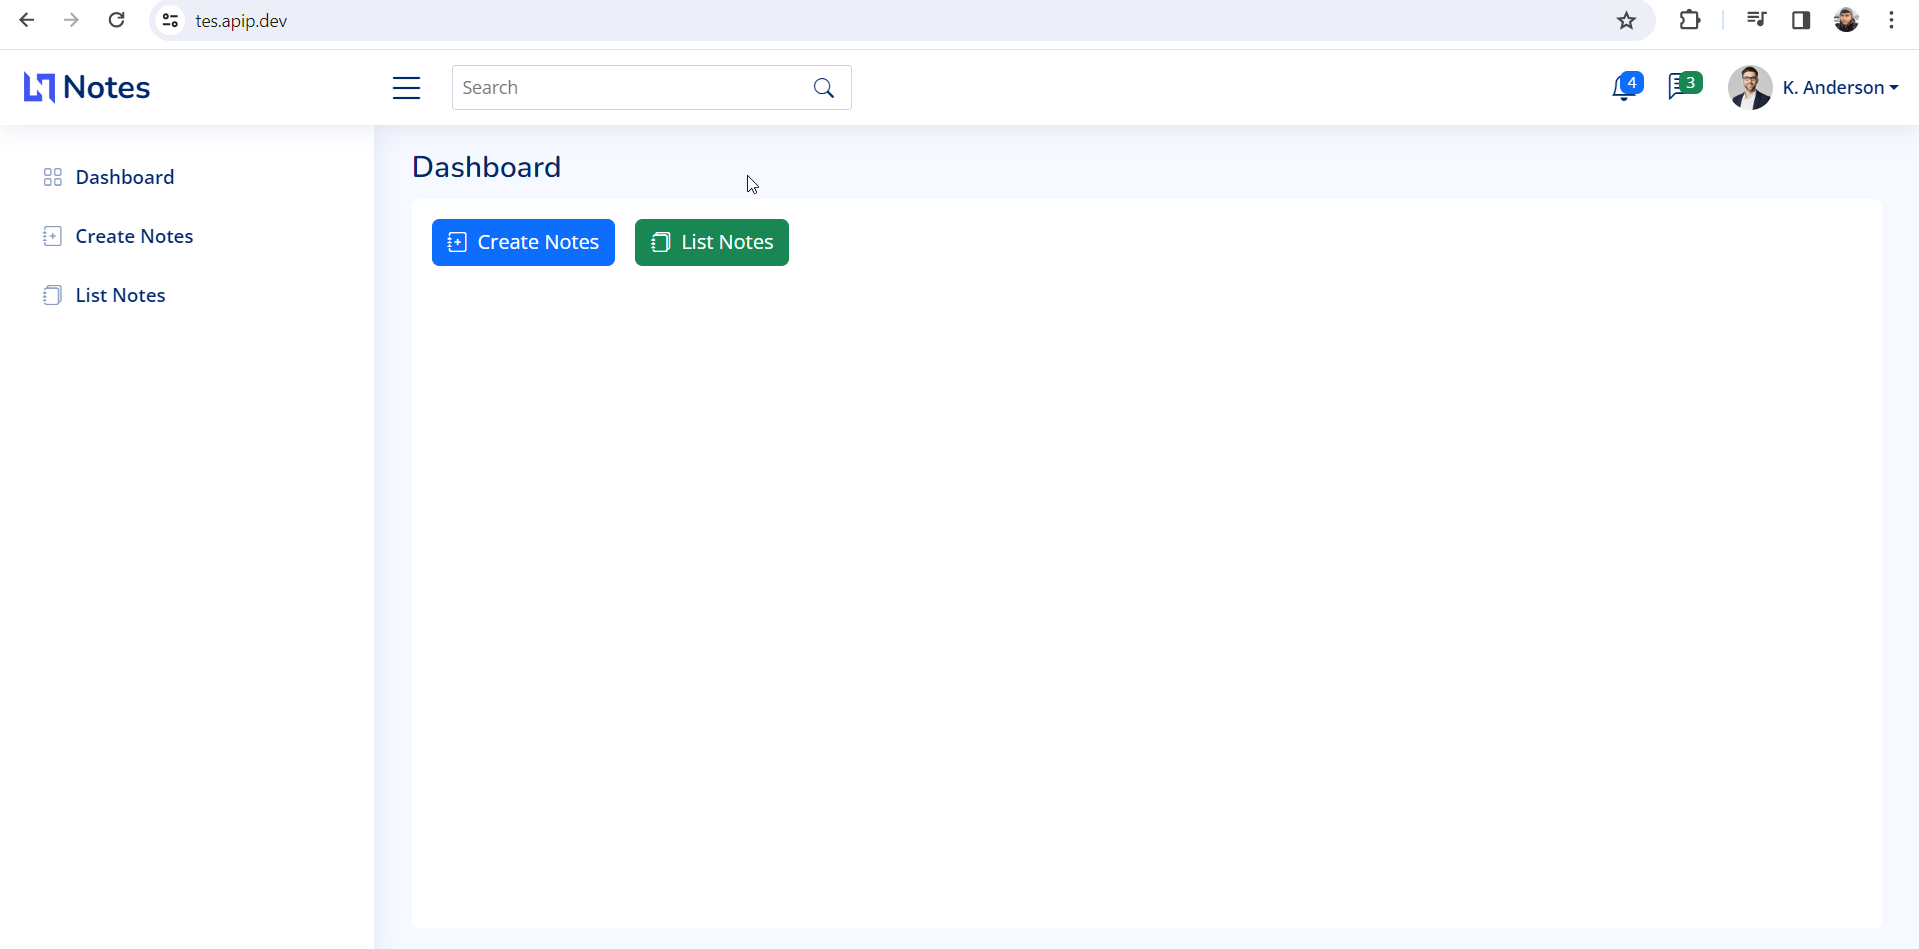 tes.apip.dev
Notes
Search
4
3
K. Anderson
Dashboard
Create Notes
List Notes
Dashboard
Create Notes
List Notes